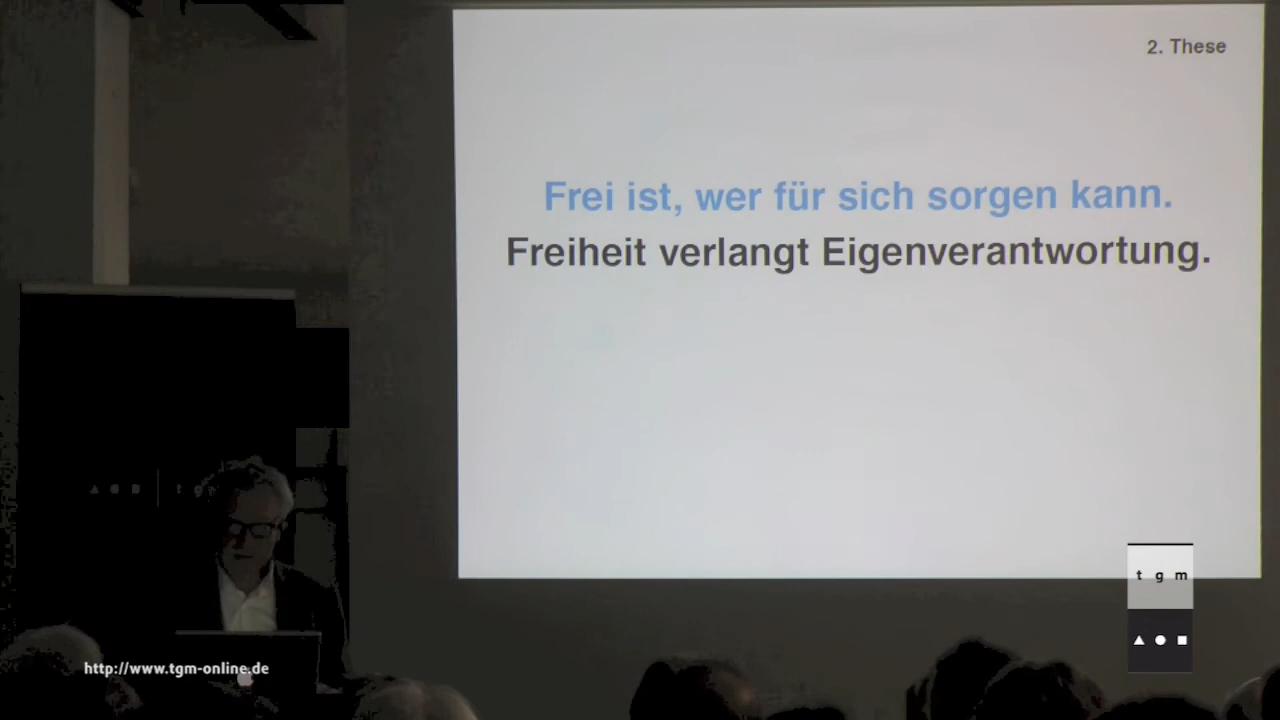 2. These
Frei ist, wer für sich sorgen kann.
Freiheit verlangt Eigenverantwortung.
t g m
t g
http://www.tgm-online.de